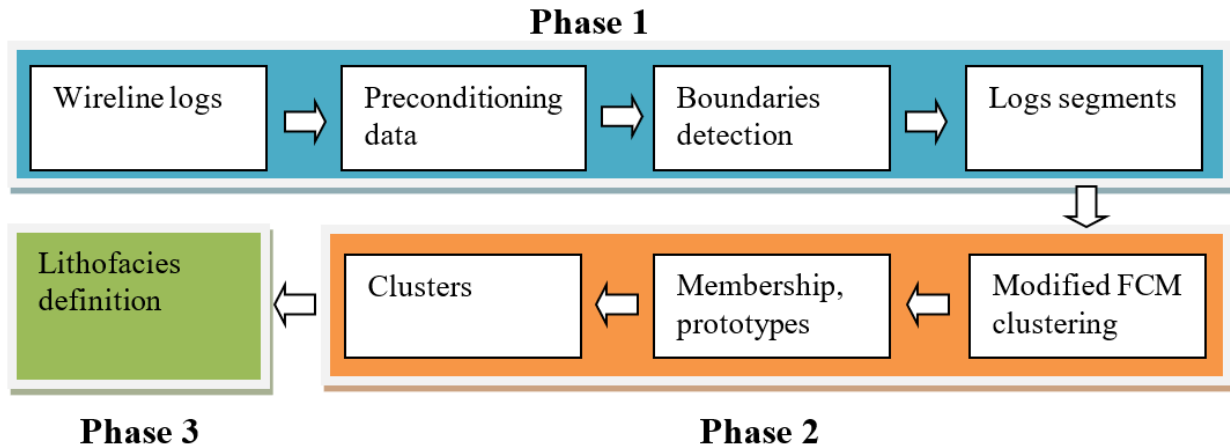 Phase 1
Wireline logs
Preconditioning
data
Boundaries
detection
Logs segments
Lithofacies
definition
Clusters
Membership,
prototypes
Modified FCM
clustering
Phase 3
Phase 2